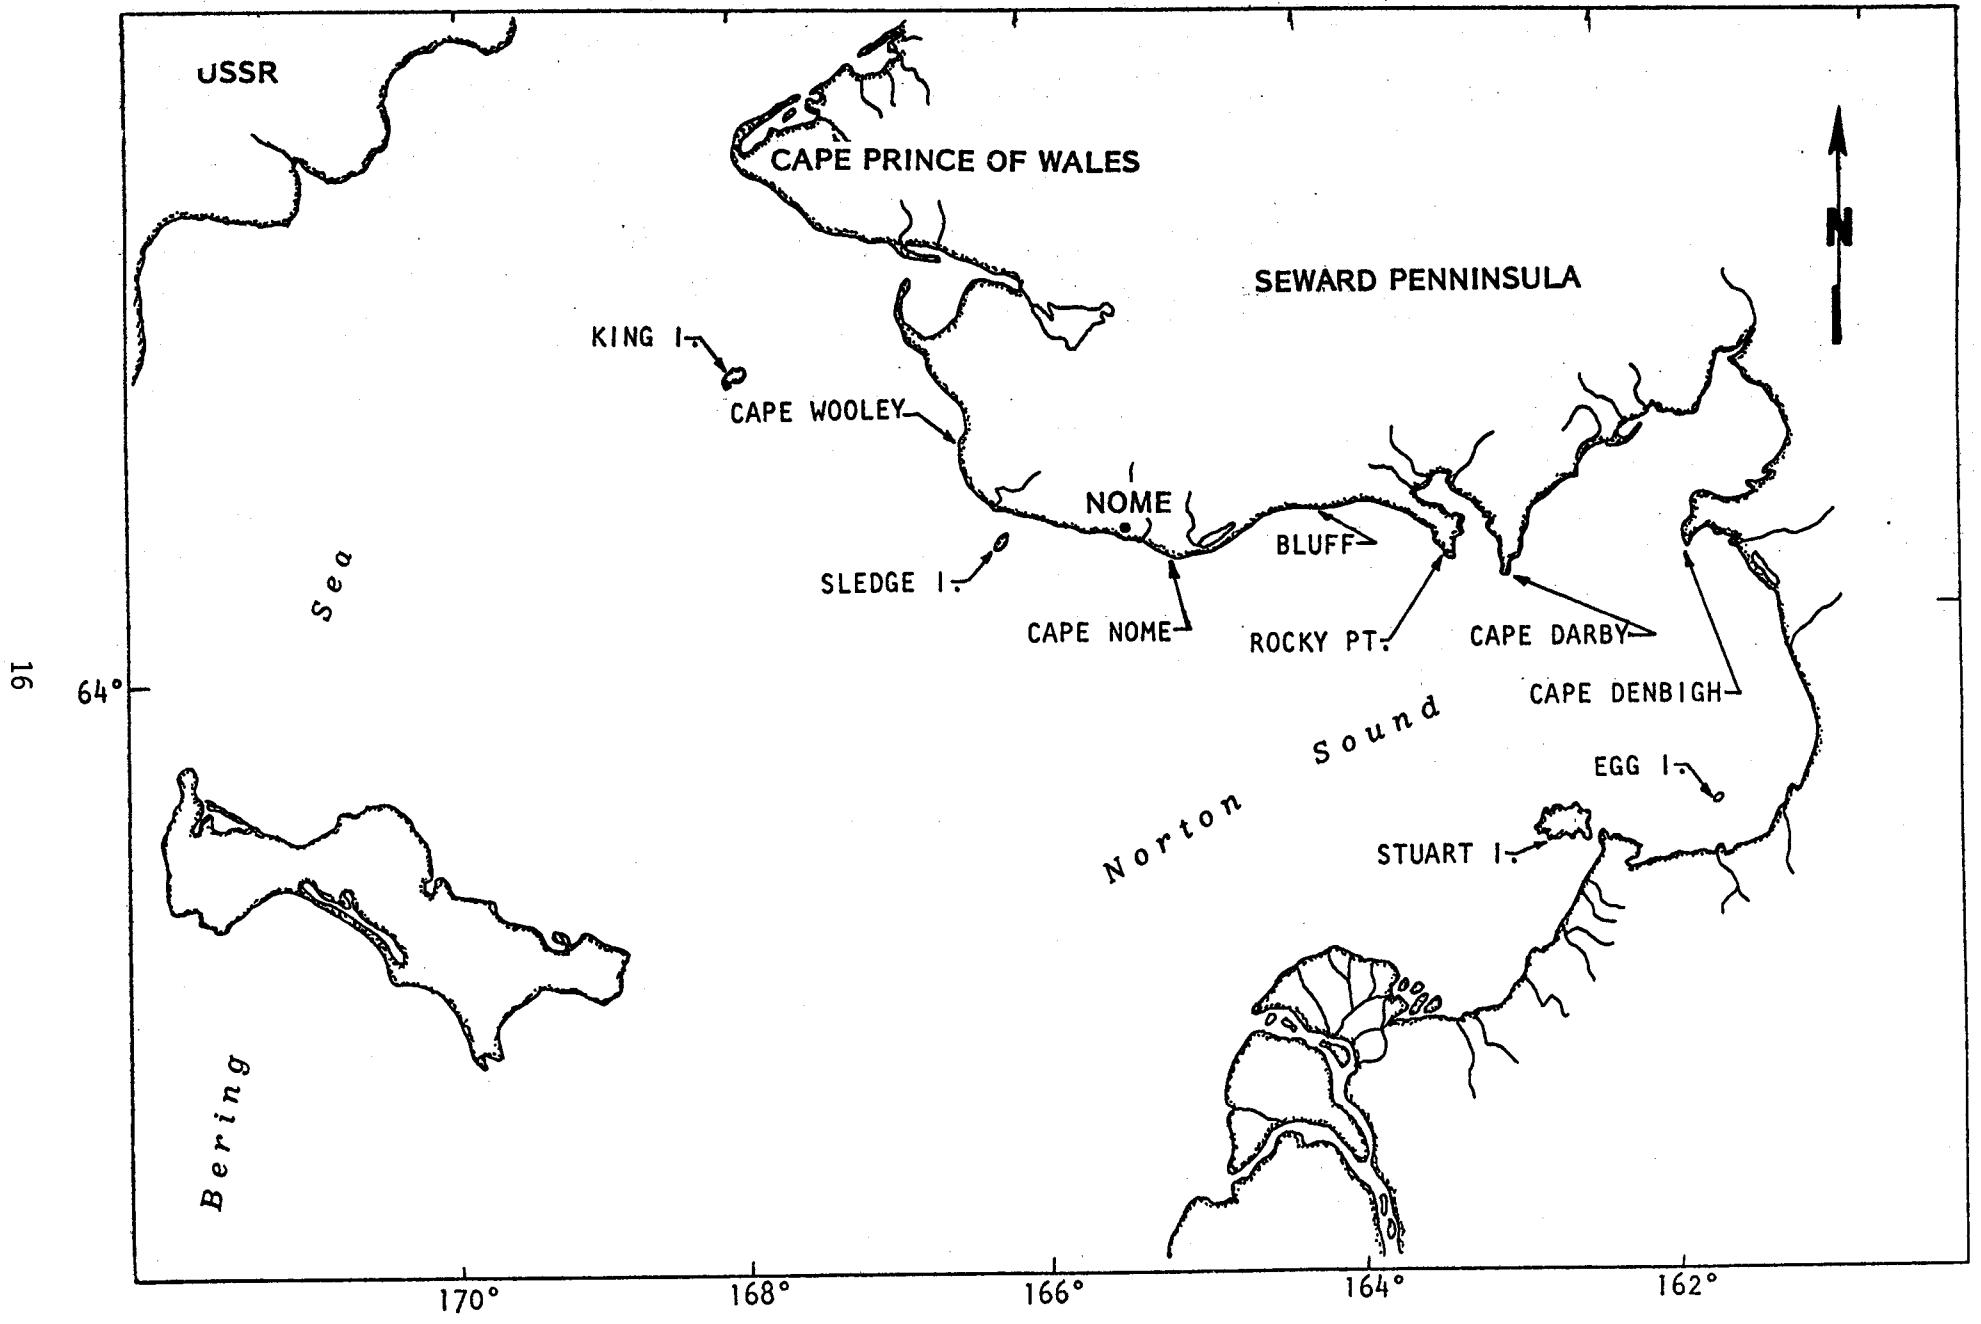 USSR
CAPE PRINCE OF WALES
N
SEWARD PENNINSULA
KING I.
CAPE WOOLEY
NOME
BLUFF
SLEDGE I.
CAPE NOME
ROCKY PT.
CAPE DARBY
CAPE DENBIGH
Sea
16
64°
Sound
EGG I.
Norton
STUART I.
Bering
170°
168°
166°
164°
162°